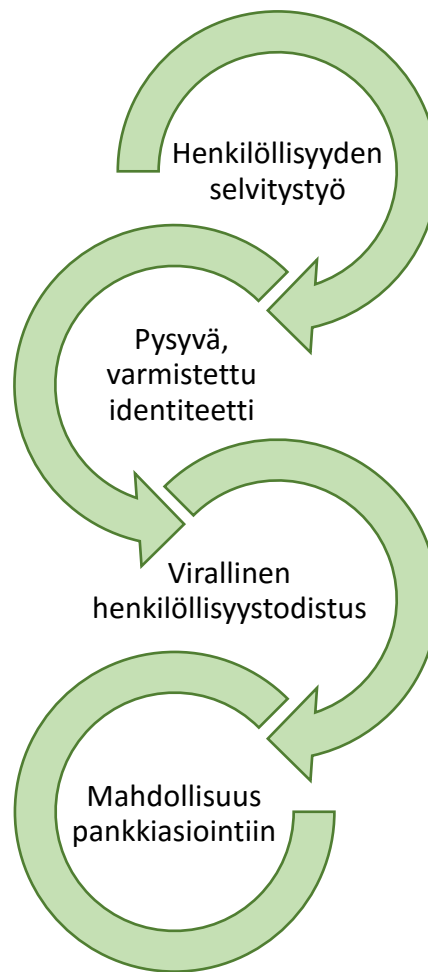 Henkilöllisyyden
selvitystyö
Pysyvä,
varmistettu
identiteetti
Virallinen
henkilöllisyystodistus
Mahdollisuus
pankkiasiointiin